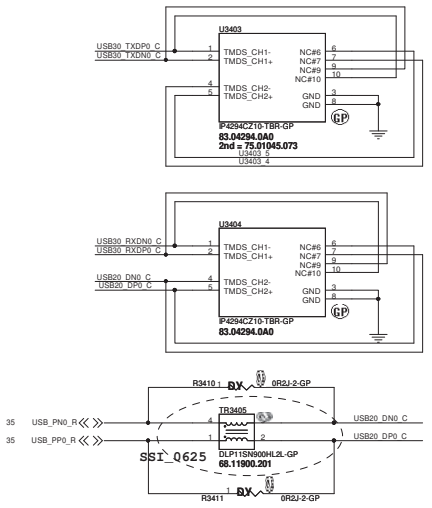 U3403
USB30_TXDP0_C
USB30_TXDN0_C
1 TMDS_CH1- NC#6 6
2 TMDS_CH1+ NC#7 7
NC#9 9
4 TMDS_CH2- NC#10 10
5 TMDS_CH2+
GND 3
GND 8
GP
IP4294CZ10-TBR-GP
83.04294.0A0
2nd = 75.01045.073
U3403_5
U3403_4
U3404
USB30_RXDN0_C
USB30_RXDP0_C
1 TMDS_CH1- NC#6 6
2 TMDS_CH1+ NC#7 7
NC#9 9
USB20_DN0_C 4 TMDS_CH2- NC#10 10
USB20_DP0_C 5 TMDS_CH2+
GND 3
GND 8
GP
IP4294CZ10-TBR-GP
83.04294.0A0
R3410 1 DY 0R2J-2-GP
TR3405
35 USB_PN0_R 4 USB20_DN0_C
35 USB_PP0_R 1 2 USB20_DP0_C
SSI_0625
DLP11SN900HL2L-GP
68.11900.201
R3411 1 DY 0R2J-2-GP